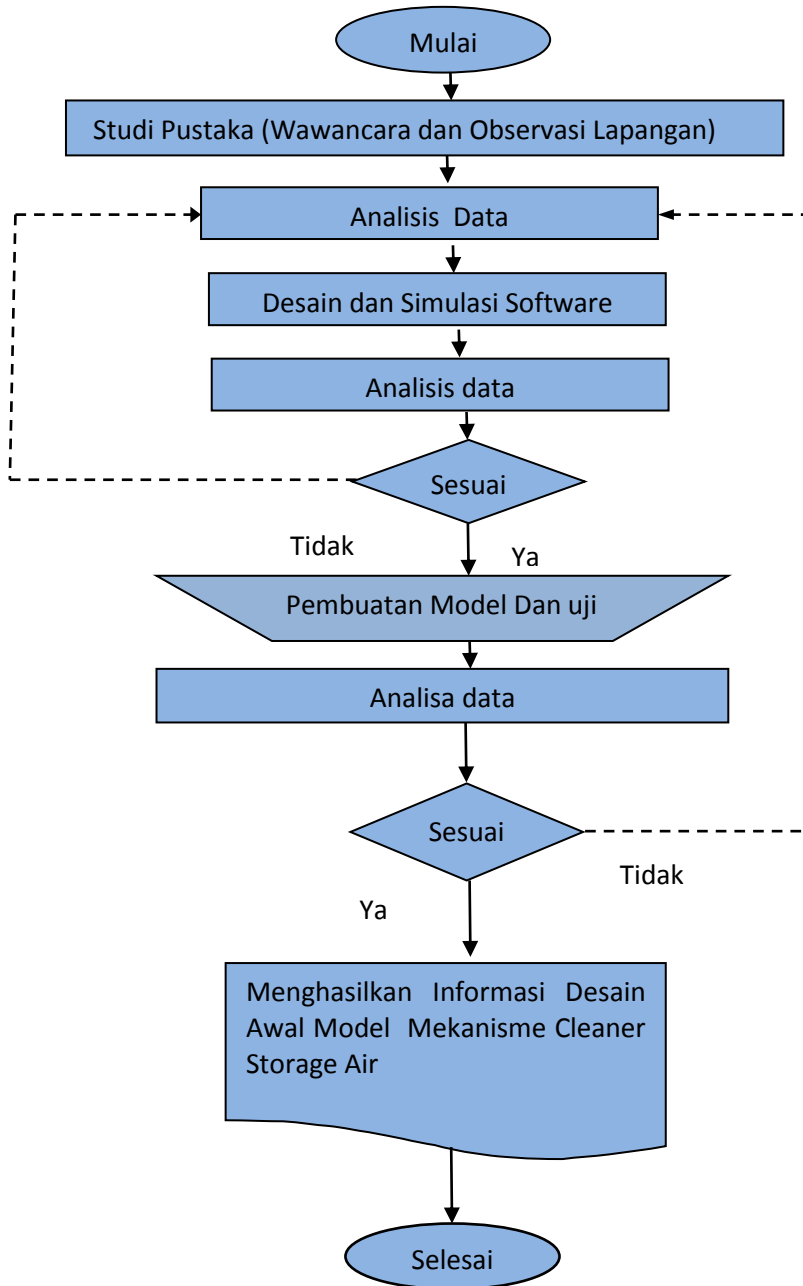 Mulai
Studi Pustaka (Wawancara dan Observasi Lapangan)
Analisis Data
Desain dan Simulasi Software
Analisis data
Sesuai
Tidak
Ya
Pembuatan Model Dan uji
Analisa data
Sesuai
Tidak
Ya
Menghasilkan Informasi Desain
Awal Model Mekanisme Cleaner
Storage Air
Selesai